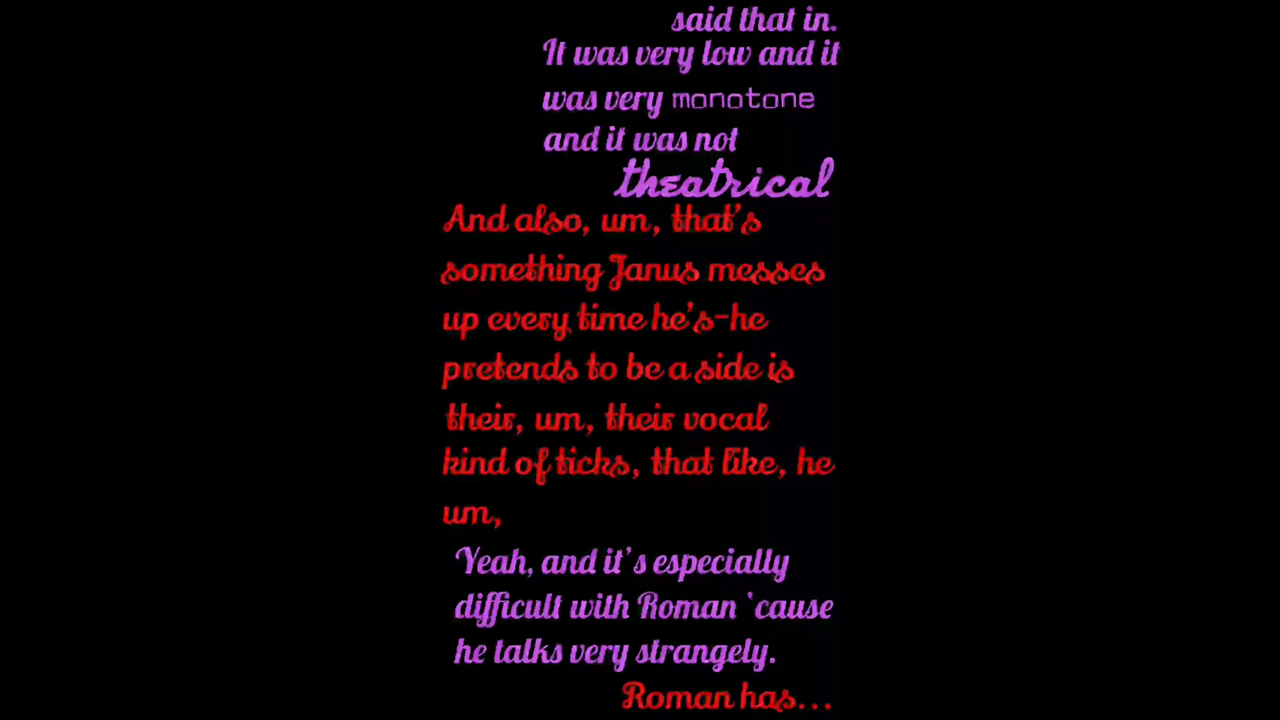 said that in.
It was very low and it
was very monotone
and it was not
theatrical
And also, um, that's
something Janus messes
up every time he's-he
pretends to be a side is
their, um, their vocal
kind of ticks, that like, he
um,
Yeah, and it's especially
difficult with Roman `cause
he talks very strangely.
Roman has...